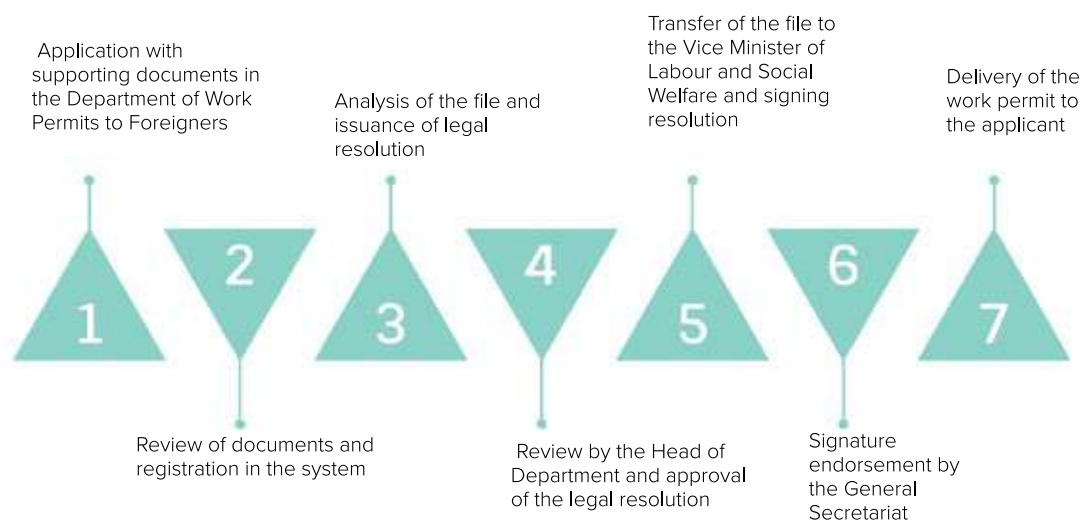 Application with
supporting documents in
the Department of Work
Permits to Foreigners
1
2
Review of documents and
registration in the system
Analysis of the file and
issuance of legal
resolution
3
4
Review by the Head of
Department and approval
of the legal resolution
Transfer of the file to
the Vice Minister of
Labour and Social
Welfare and signing
resolution
5
6
Signature
endorsement by
the General
Secretariat
Delivery of the
work permit to
the applicant
7